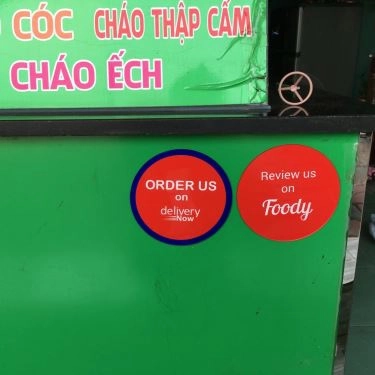 CÓC CHÁO THẬP CẨM
CHÁO ẾCH
ORDER US
on
delivery
Now
Review us
on
Foody